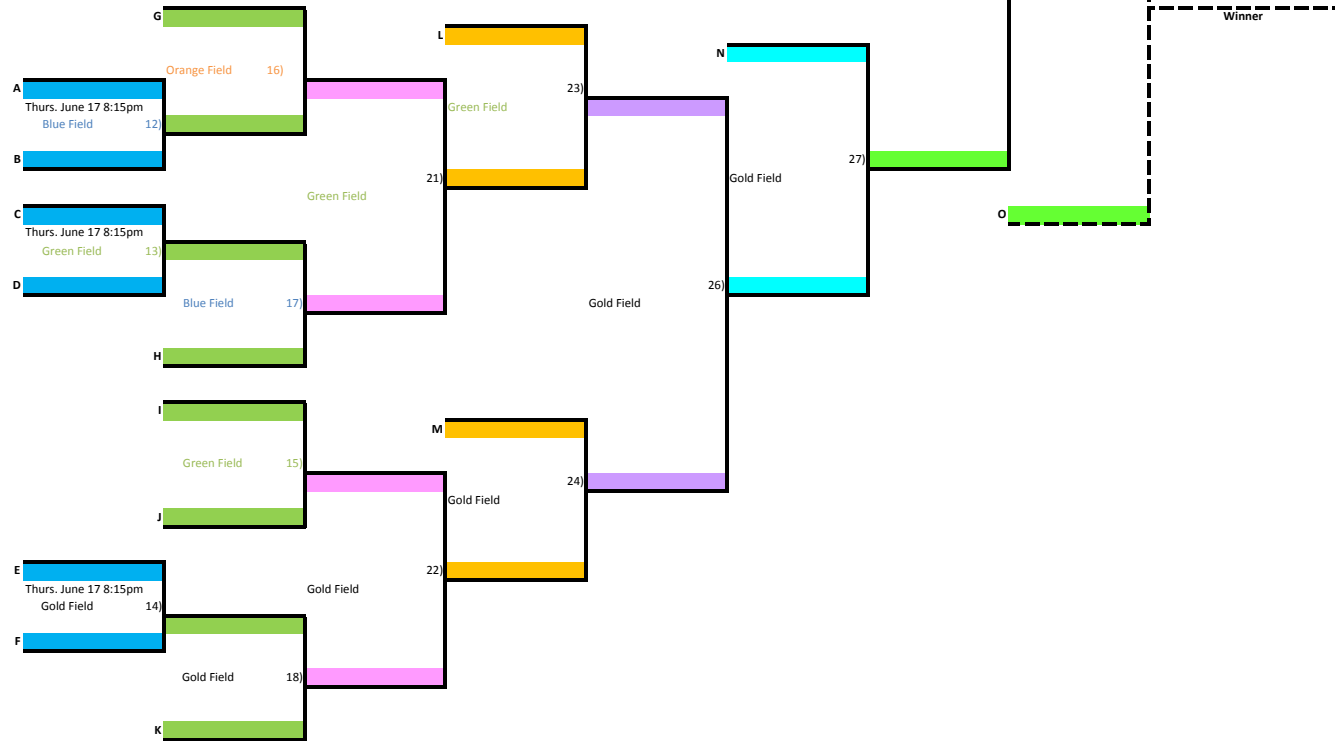 G
Winner
L
N
Orange Field 16)
A
23)
Thurs. June 17 8:15pm
Green Field
Blue Field 12)
B
27)
21)
Gold Field
Green Field
C
O
Thurs. June 17 8:15pm
Green Field 13)
D
26)
Blue Field 17)
Gold Field
H
I
M
Green Field 15)
24)
Gold Field
J
E
22)
Thurs. June 17 8:15pm
Gold Field
Gold Field 14)
F
Gold Field 18)
K